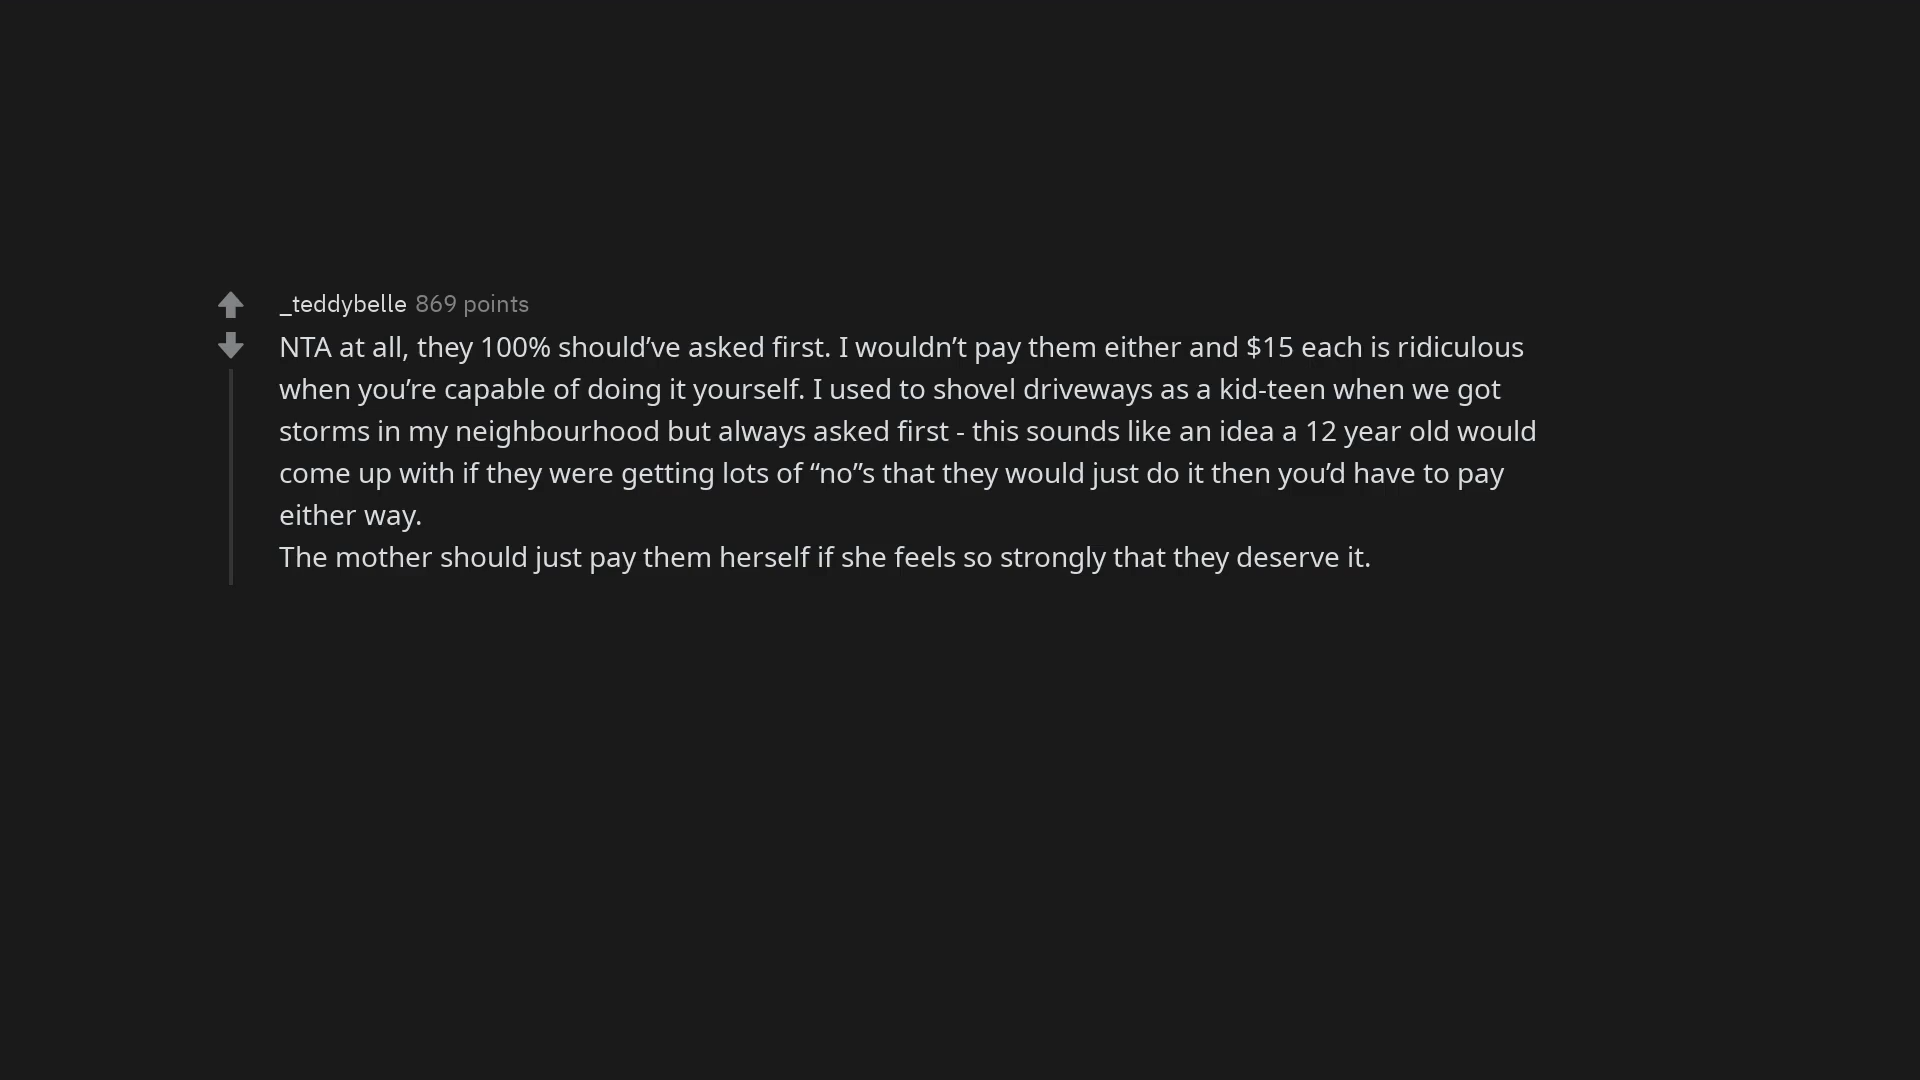 _teddybelle 869 points
NTA at all, they 100% should’ve asked first. I wouldn’t pay them either and $15 each is ridiculous
when you’re capable of doing it yourself. I used to shovel driveways as a kid-teen when we got
storms in my neighbourhood but always asked first - this sounds like an idea a 12 year old would
come up with if they were getting lots of “no”s that they would just do it then you’d have to pay
either way.
The mother should just pay them herself if she feels so strongly that they deserve it.